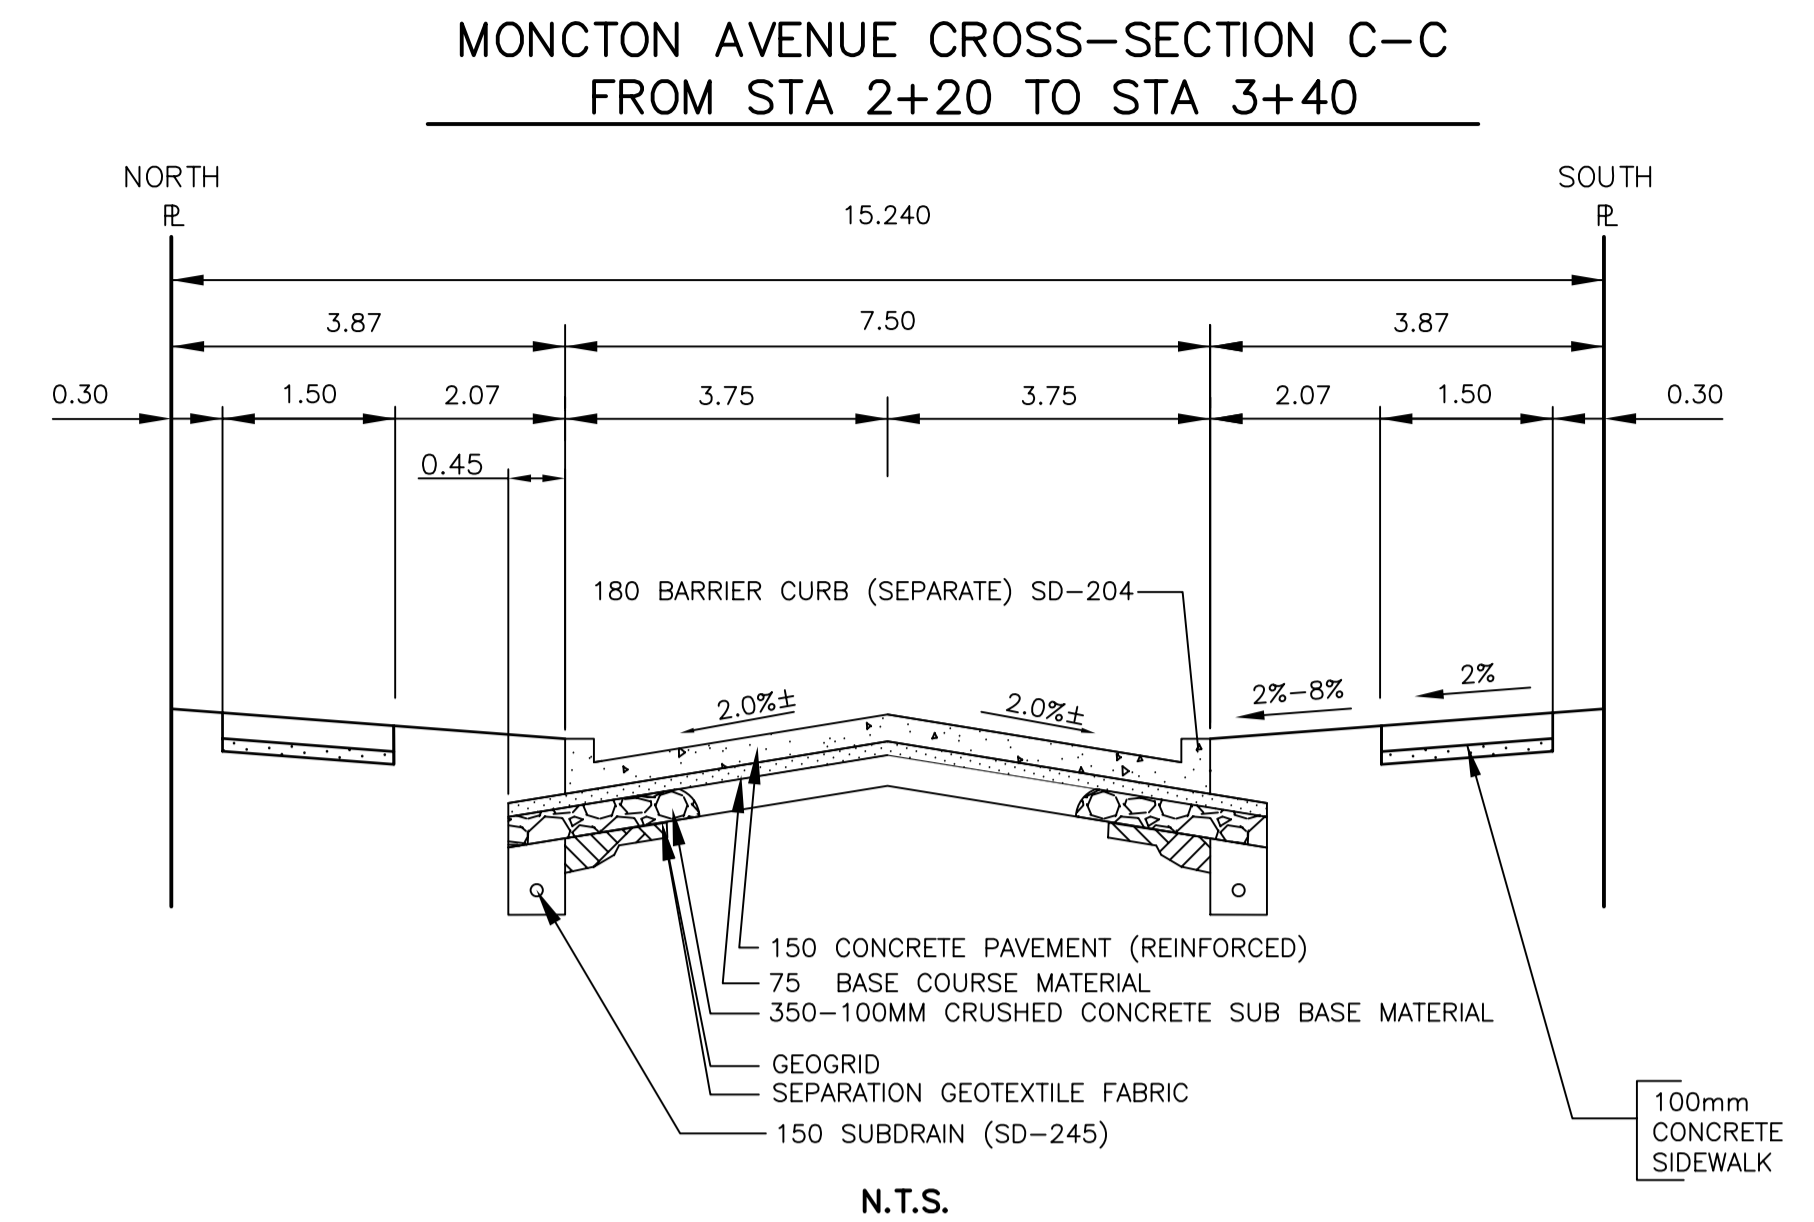 MONCTON AVENUE CROSS-SECTION C-C
FROM STA 2+20 TO STA 3+40
NORTH
SOUTH
PL
PL
15.240
3.87
7.50
3.87
0.30
1.50
2.07
3.75
3.75
2.07
1.50
0.30
0.45
180 BARRIER CURB (SEPARATE) SD-204
2.0%±
2.0%±
2%-8%
2%
150 CONCRETE PAVEMENT (REINFORCED)
75 BASE COURSE MATERIAL
350-100MM CRUSHED CONCRETE SUB BASE MATERIAL
GEOGRID
SEPARATION GEOTEXTILE FABRIC
150 SUBDRAIN (SD-245)
100mm
CONCRETE
SIDEWALK
N.T.S.